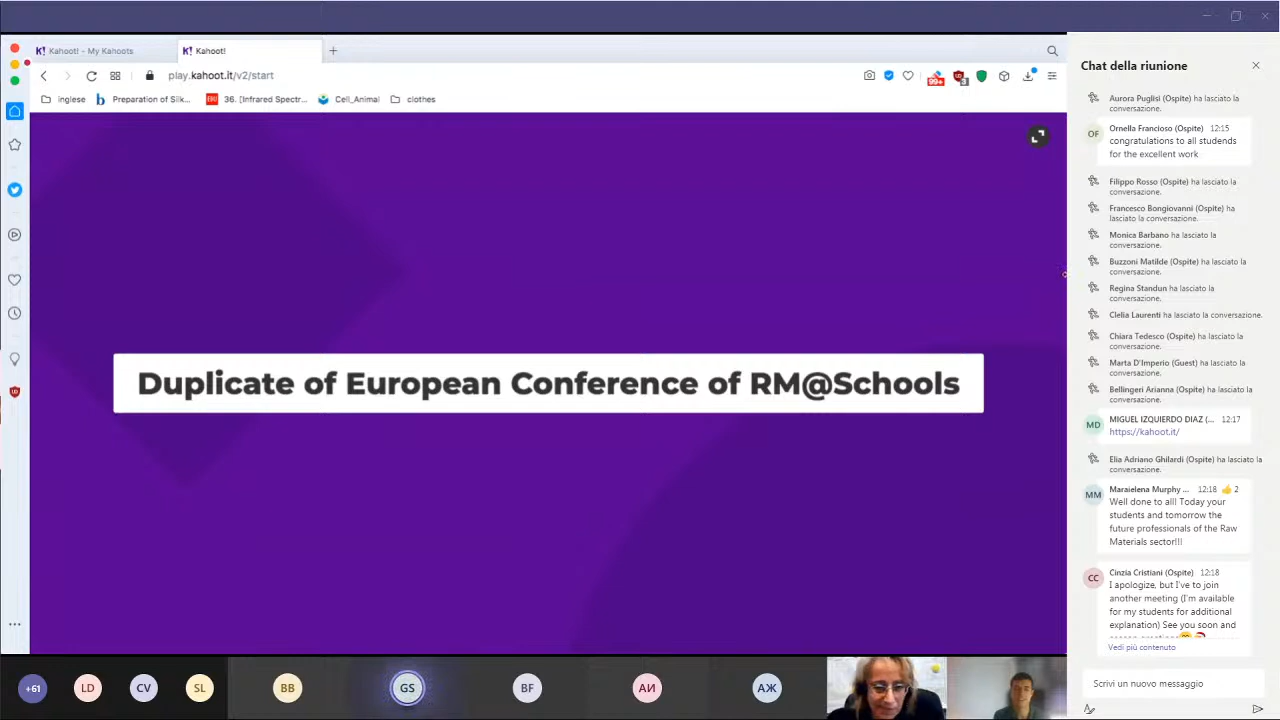 K! Kahoot! - My Kahoots
K! Kahoot!
play.kahoot.it/v2/start
99+
3
inglese
Preparation of Silk...
EBU
36. [Infrared Spectr...
Cell_Animal
clothes
Duplicate of European Conference of RM@Schools
+61
LD
CV
SL
BB
GS
BF
АИ
АЖ
Chat della riunione
Aurora Puglisi (Ospite) ha lasciato la
conversazione.
OF
Ornella Francioso (Ospite) 12:15
congratulations to all studends
for the excellent work
Filippo Rosso (Ospite) ha lasciato la
conversazione.
Francesco Bongiovanni (Ospite) ha
lasciato la conversazione.
Monica Barbano ha lasciato la
conversazione.
Buzzoni Matilde (Ospite) ha lasciato la
conversazione.
Regina Standun ha lasciato la
conversazione.
Clelia Laurenti ha lasciato la conversazione.
Chiara Tedesco (Ospite) ha lasciato la
conversazione.
Marta D'Imperio (Guest) ha lasciato la
conversazione.
Bellingeri Arianna (Ospite) ha lasciato la
conversazione.
MD
MIGUEL IZQUIERDO DIAZ (... 12:17
https://kahoot.it/
Elia Adriano Ghilardi (Ospite) ha lasciato la
conversazione.
MM
Maraielena Murphy ... 12:18 👍 2
Well done to all! Today your
students and tomorrow the
future professionals of the Raw
Materials sector!!!
CC
Cinzia Cristiani (Ospite) 12:18
I apologize, but I've to join
another meeting (I'm available
for my students for additional
explanation) See you soon and
Vedi più contenuto
Scrivi un nuovo messaggio